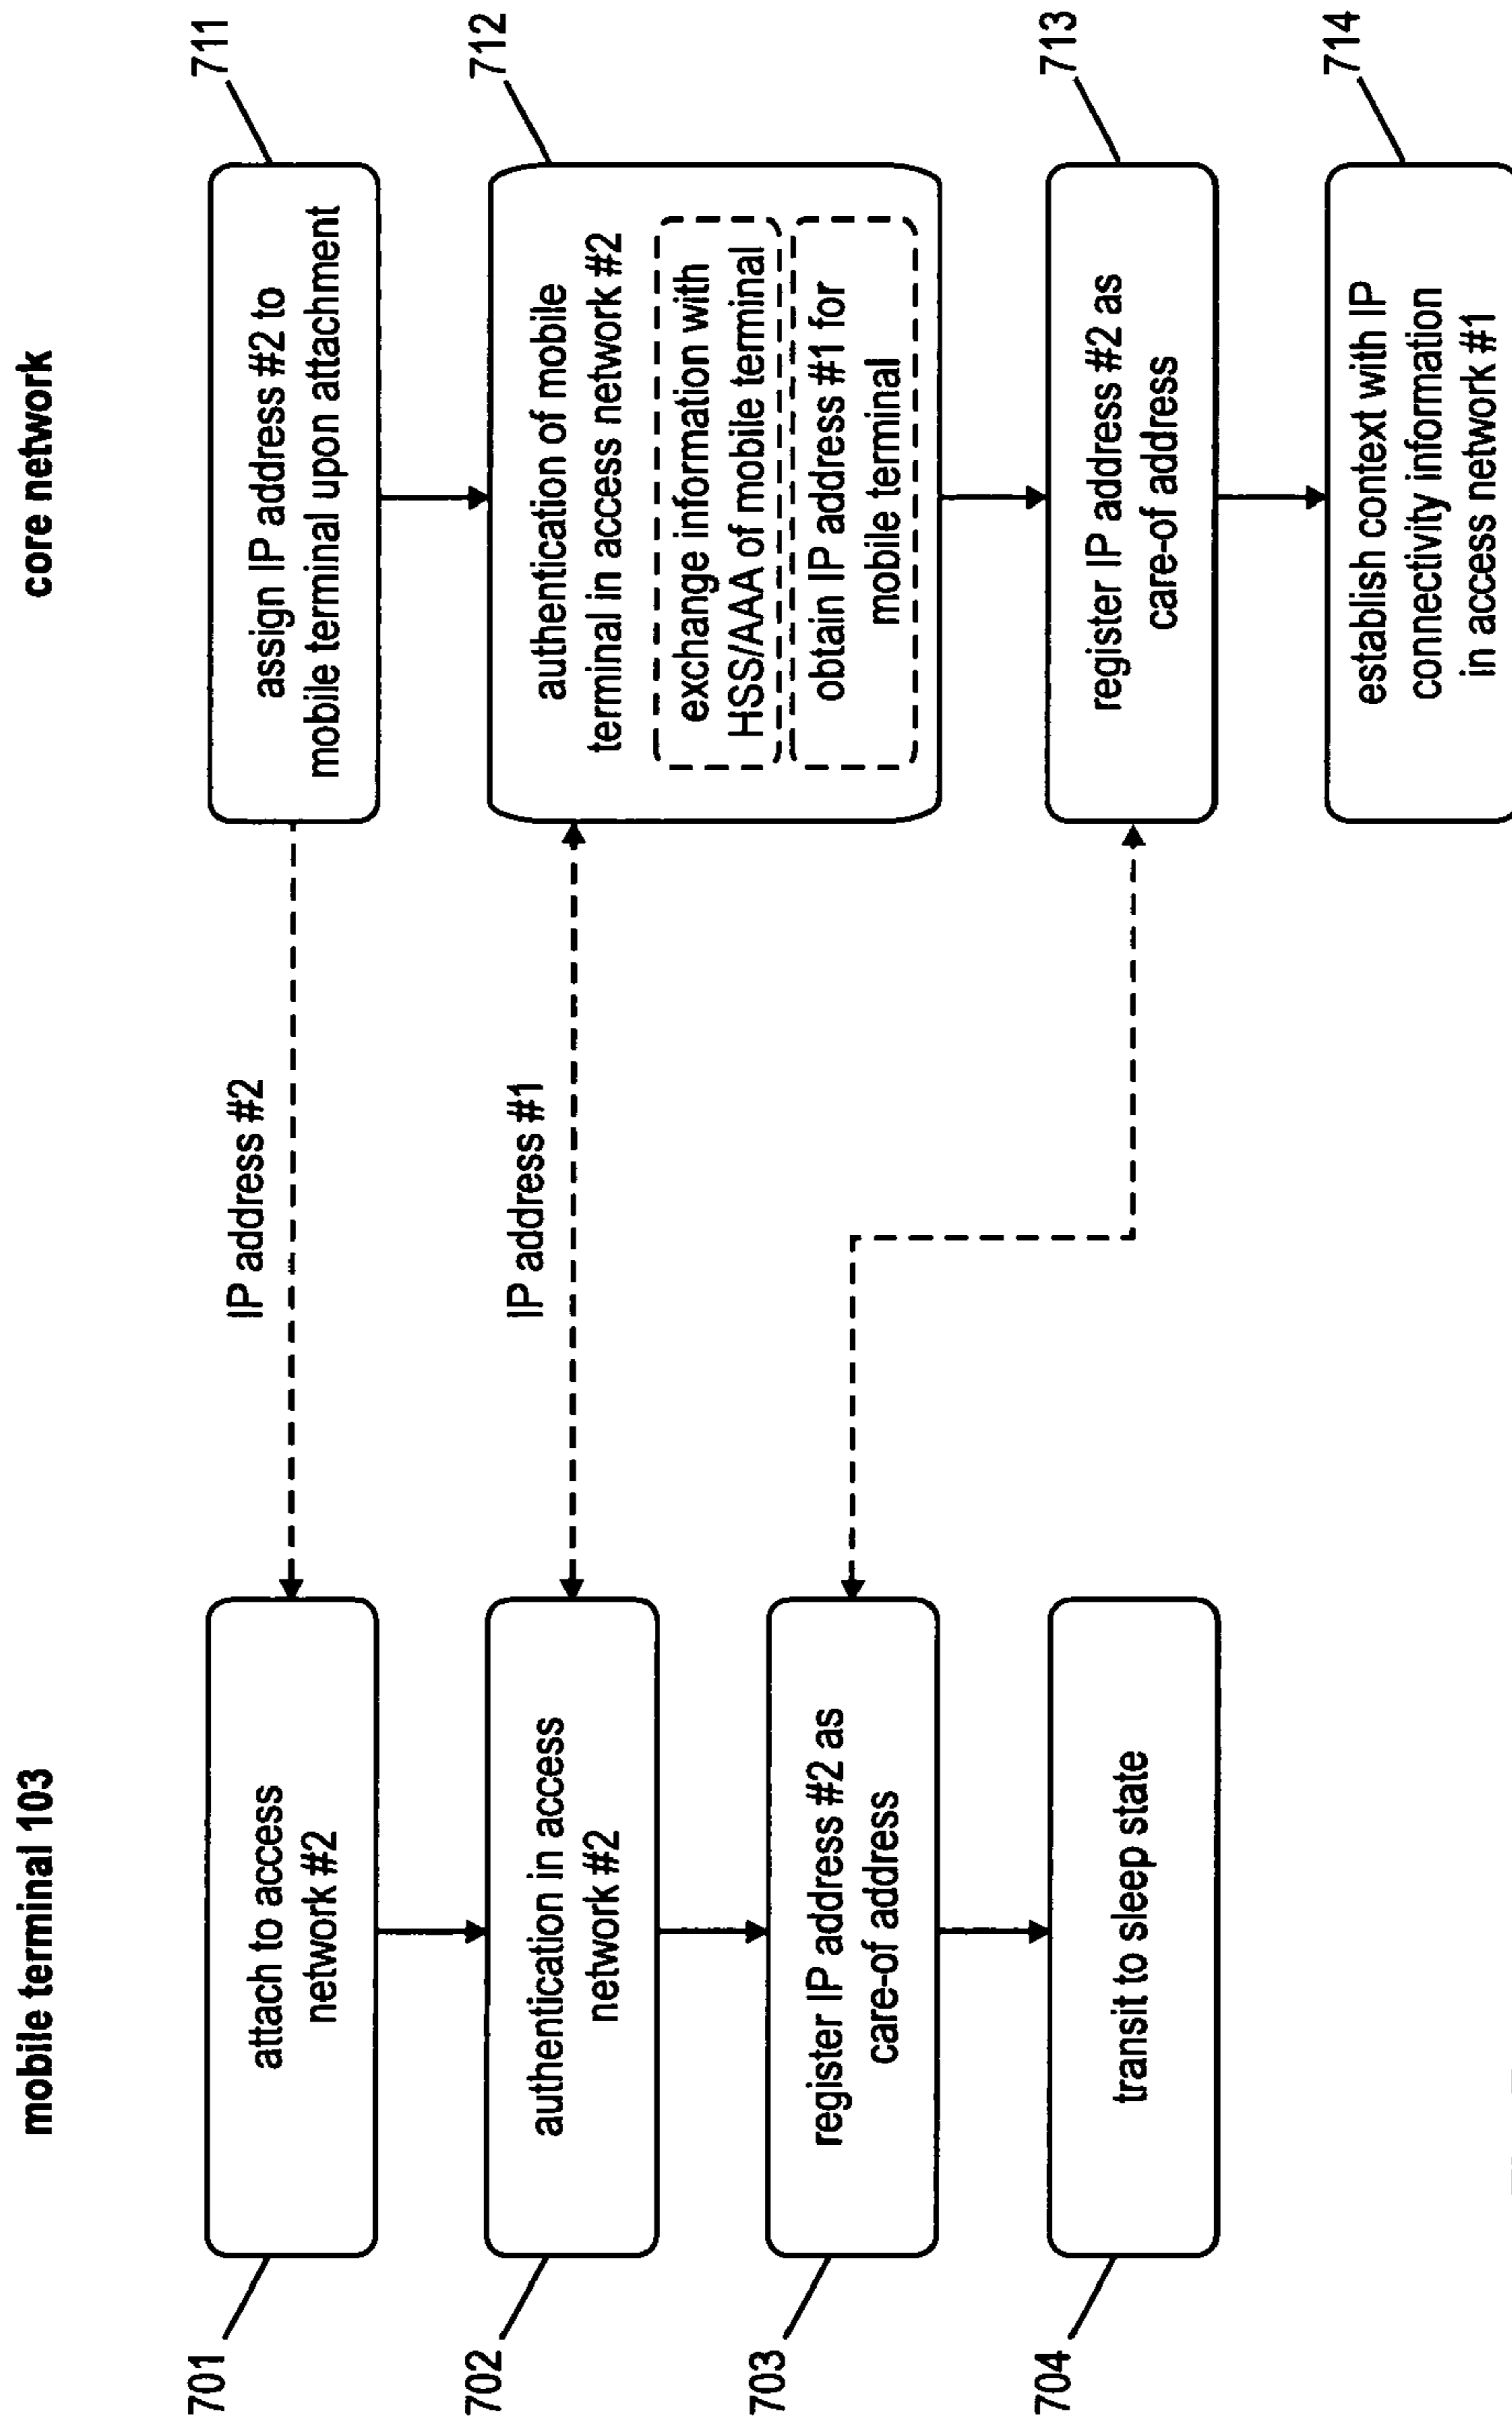 mobile terminal 103
core network
701
attach to access
network #2
IP address #2
assign IP address #2 to
mobile terminal upon attachment
711
702
authentication in access
network #2
IP address #1
authentication of mobile
terminal in access network #2
exchange information with
HSS/AAA of mobile terminal
obtain IP address #1 for
mobile terminal
712
703
register IP address #2 as
care-of address
register IP address #2 as
care-of address
713
704
transit to sleep state
establish context with IP
connectivity information
in access network #1
714